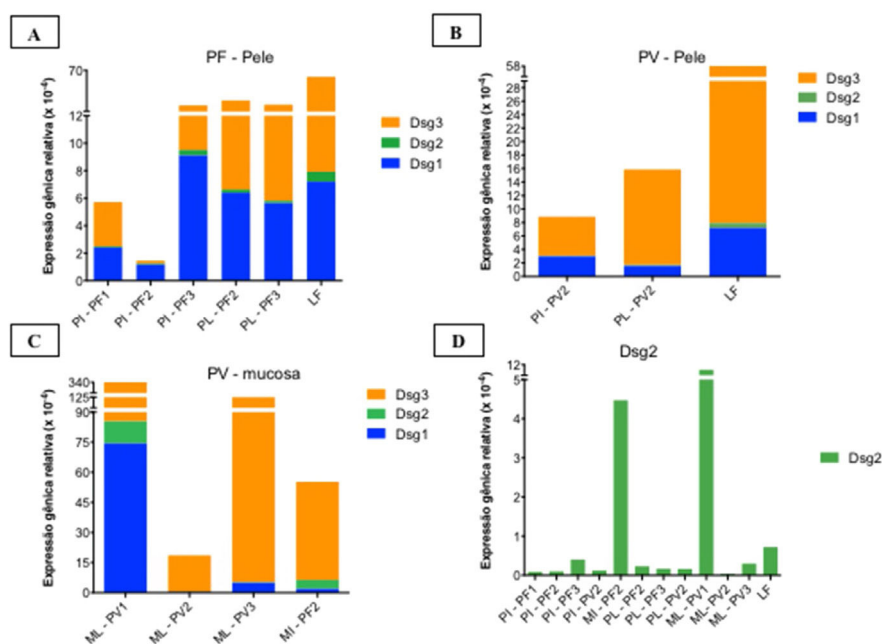 A
PF - Pele
Expressão gênica relativa (x 10⁻⁴)
70
12
10
8
6
4
2
0
PI - PF1
PI - PF2
PI - PF3
PL - PF2
PL - PF3
LF
Dsg3
Dsg2
Dsg1
B
PV - Pele
Expressão gênica relativa (x 10⁻⁴)
58
28
26
24
22
20
18
16
14
12
10
8
6
4
2
0
PI - PV2
PL - PV2
LF
Dsg3
Dsg2
Dsg1
C
PV - mucosa
Expressão gênica relativa (x 10⁻⁴)
340
125
90
75
60
45
30
15
0
ML - PV1
ML - PV2
ML - PV3
MI - PF2
Dsg3
Dsg2
Dsg1
D
Dsg2
Expressão gênica relativa (x 10⁻⁴)
12
5
4
3
2
1
0
PI - PF1
PI - PF2
PI - PF3
PI - PV2
MI - PF2
PL - PF2
PL - PF3
PL - PV2
ML - PV1
ML - PV2
ML - PV3
LF
Dsg2